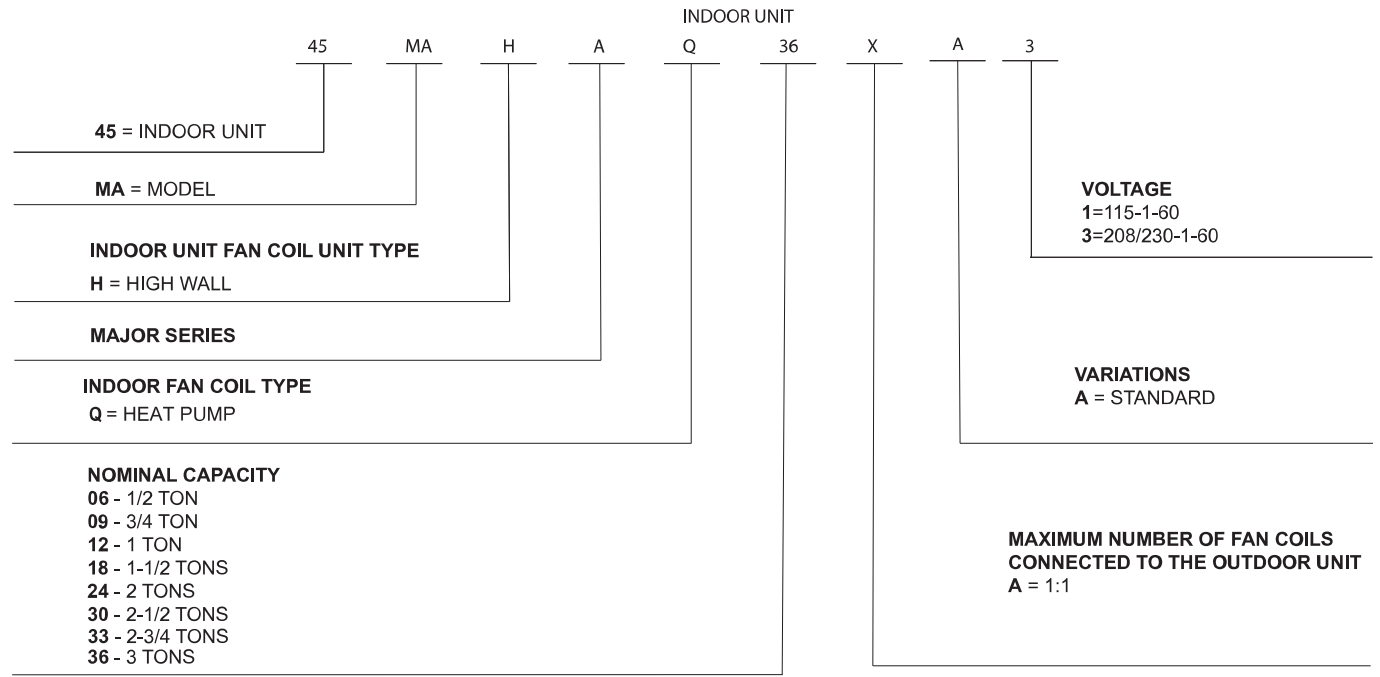 INDOOR UNIT
45 MA H A Q 36 X A 3
45 = INDOOR UNIT
MA = MODEL
INDOOR UNIT FAN COIL UNIT TYPE
H = HIGH WALL
MAJOR SERIES
INDOOR FAN COIL TYPE
Q = HEAT PUMP
NOMINAL CAPACITY
06 - 1/2 TON
09 - 3/4 TON
12 - 1 TON
18 - 1-1/2 TONS
24 - 2 TONS
30 - 2-1/2 TONS
33 - 2-3/4 TONS
36 - 3 TONS
VOLTAGE
1=115-1-60
3=208/230-1-60
VARIATIONS
A = STANDARD
MAXIMUM NUMBER OF FAN COILS
CONNECTED TO THE OUTDOOR UNIT
A = 1:1